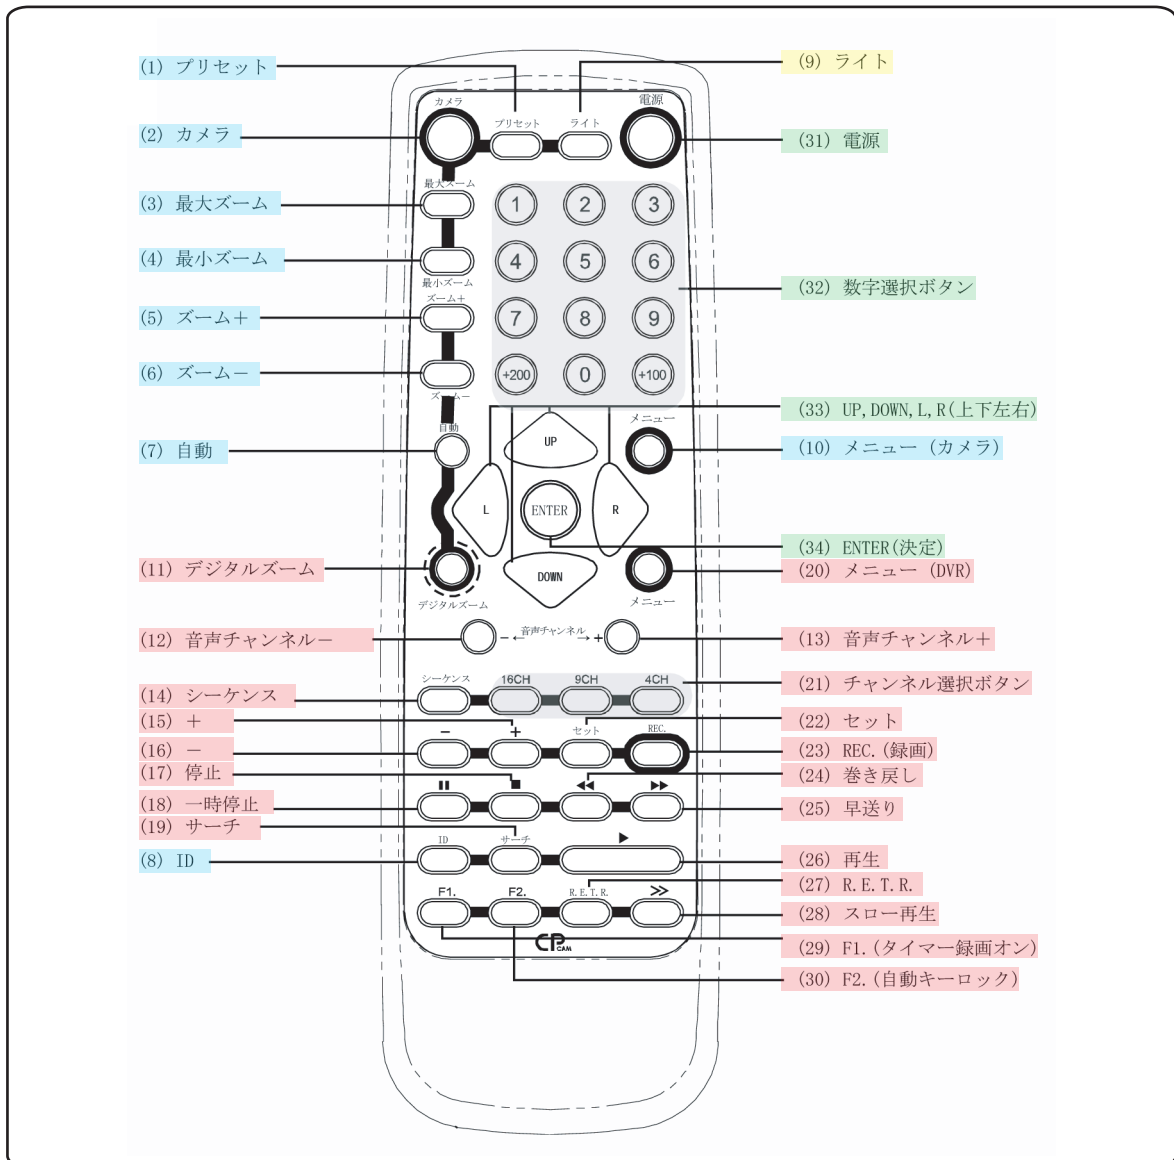 (1) プリセット
(2) カメラ
(3) 最大ズーム
(4) 最小ズーム
(5) ズーム＋
(6) ズーム－
(7) 自動
(11) デジタルズーム
(12) 音声チャンネル－
(14) シーケンス
(15) ＋
(16) －
(17) 停止
(18) 一時停止
(19) サーチ
(8) ID
カメラ
電源
プリセット
ライト
最大ズーム
1
2
3
最小ズーム
4
5
6
ズーム＋
7
8
9
ズーム－
+200
0
+100
自動
メニュー
UP
L
ENTER
R
DOWN
デジタルズーム
メニュー
－←音声チャンネル→＋
シーケンス
16CH
9CH
4CH
－
＋
セット
REC.
ID
サーチ
F1.
F2.
R.E.T.R.
CP CAM
(9) ライト
(31) 電源
(32) 数字選択ボタン
(33) UP,DOWN,L,R(上下左右)
(10) メニュー (カメラ)
(34) ENTER(決定)
(20) メニュー (DVR)
(13) 音声チャンネル＋
(21) チャンネル選択ボタン
(22) セット
(23) REC.(録画)
(24) 巻き戻し
(25) 早送り
(26) 再生
(27) R.E.T.R.
(28) スロー再生
(29) F1.(タイマー録画オン)
(30) F2.(自動キーロック)